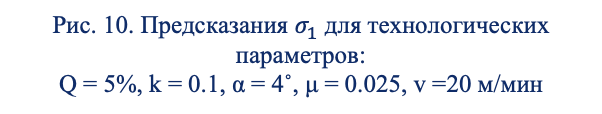 Рис. 10. Предсказания σ₁ для технологических
параметров:
Q = 5%, k = 0.1, α = 4˚, μ = 0.025, v =20 м/мин